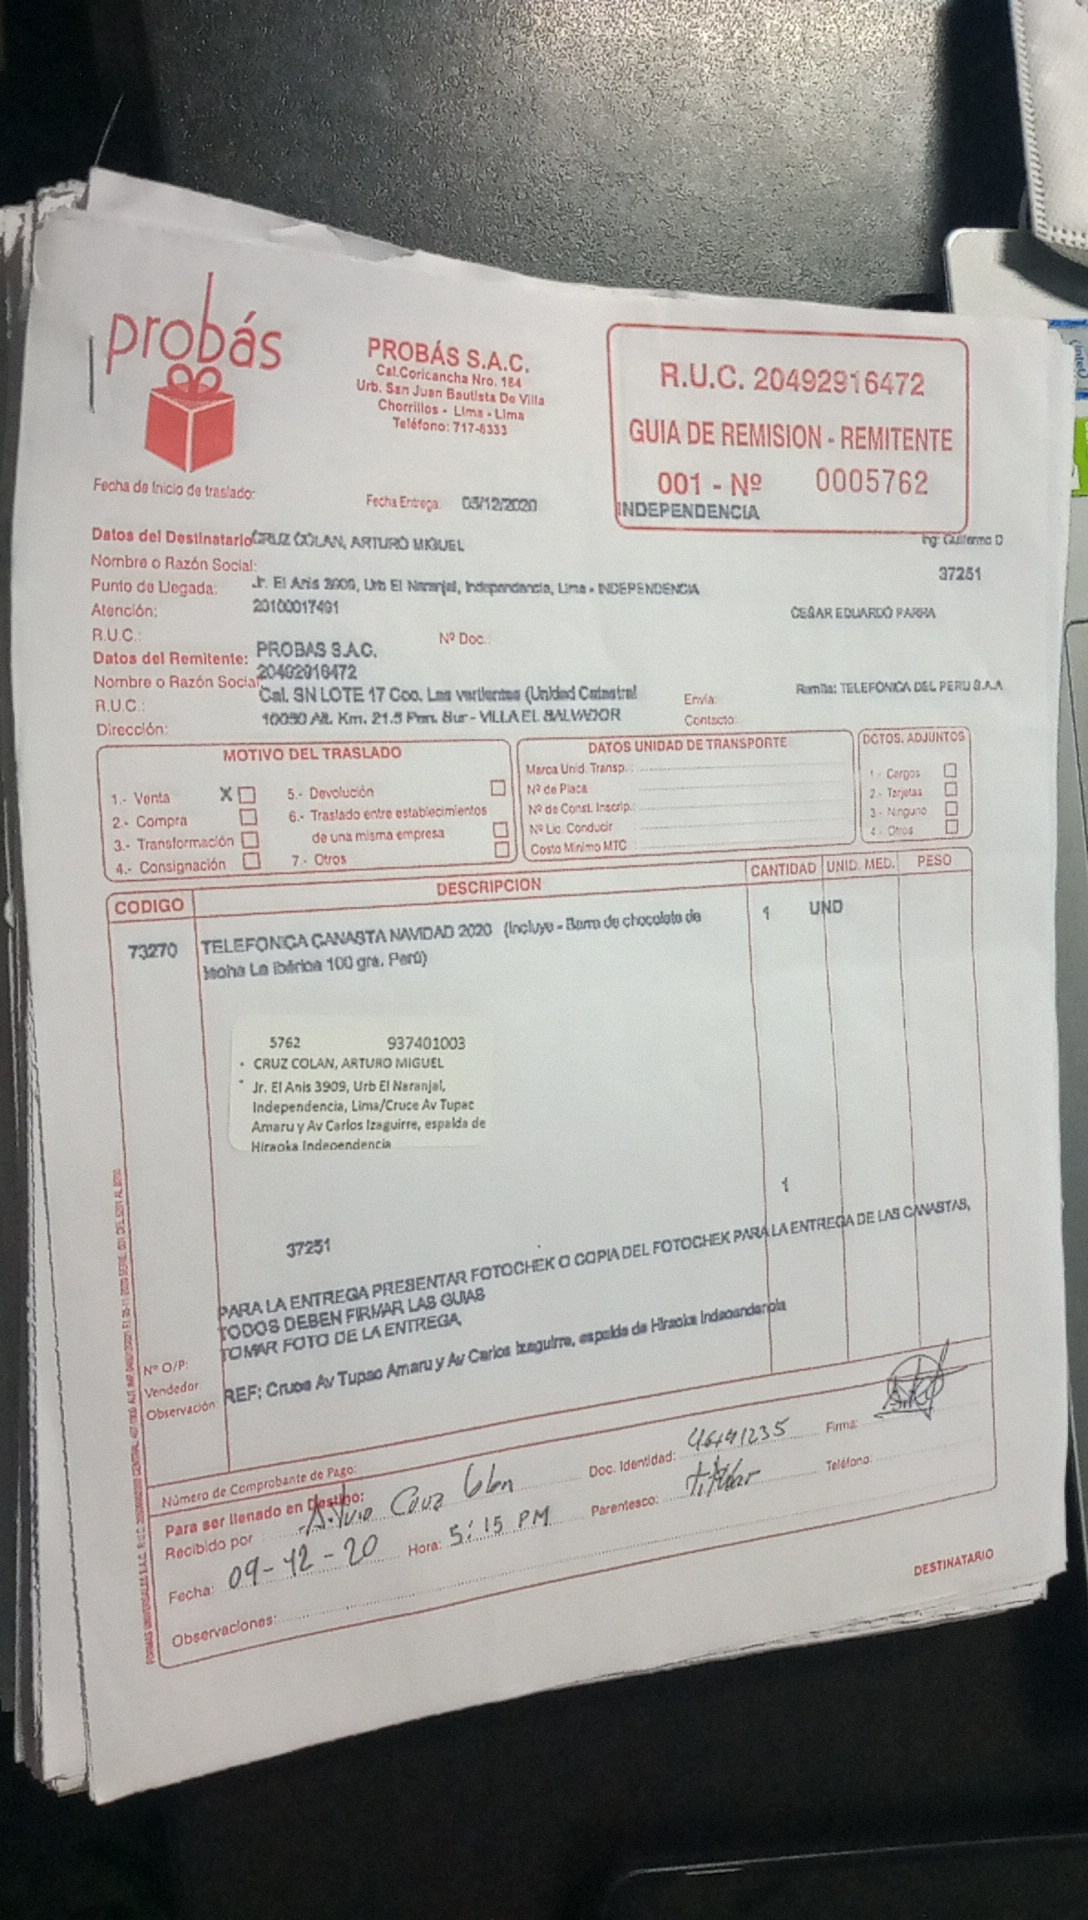 probás
PROBÁS S.A.C.
Cal.Coricancha Nro. 184
Urb. San Juan Bautista De Villa
Chorrillos - Lima - Lima
Teléfono: 717-8333
R.U.C. 20492916472
GUIA DE REMISION - REMITENTE
001 - Nº 0005762
INDEPENDENCIA
Fecha de Inicio de traslado:
Fecha Entrega: 05/12/2020
Ing: Guillermo D
Datos del Destinatario CRUZ COLAN, ARTURO MIGUEL
Nombre o Razón Social:
37251
Punto de Llegada: Jr. El Anis 3909, Urb El Naranjal, Independencia, Lima - INDEPENDENCIA
Atención: 20100017491
CESAR EDUARDO PARRA
R.U.C.: Nº Doc.:
Datos del Remitente: PROBAS S.A.C.
Nombre o Razón Social 20492916472
R.U.C.: Cal. SN LOTE 17 Coo. Las vertientes (Unidad Catastral
Envía: Remite: TELEFONICA DEL PERU S.A.A
Dirección: 10050 Alt. Km. 21.5 Pan. Sur - VILLA EL SALVADOR
Contacto:
MOTIVO DEL TRASLADO
1.- Venta X
2.- Compra
3.- Transformación
4.- Consignación
5.- Devolución
6.- Traslado entre establecimientos
de una misma empresa
7.- Otros
DATOS UNIDAD DE TRANSPORTE
Marca Unid. Transp.:
Nº de Placa
Nº de Const. Inscrip.:
Nº Lic. Conducir
Costo Mínimo MTC
DCTOS. ADJUNTOS
1.- Cargos
2.- Tarjetas
3.- Ninguno
4.- Otros
CODIGO DESCRIPCION CANTIDAD UNID. MED. PESO
73270 TELEFONICA CANASTA NAVIDAD 2020 (Incluye - Barra de chocolate de 1 UND
leche La Ibérica 100 grs. Perú)
5762 937401003
CRUZ COLAN, ARTURO MIGUEL
Jr. El Anis 3909, Urb El Naranjal,
Independencia, Lima/Cruce Av Tupac
Amaru y Av Carlos Izaguirre, espalda de
Hiraoka Independencia
1
37251
PARA LA ENTREGA PRESENTAR FOTOCHEK O COPIA DEL FOTOCHEK PARA LA ENTREGA DE LAS CANASTAS,
TODOS DEBEN FIRMAR LAS GUIAS
TOMAR FOTO DE LA ENTREGA,
Nº O/P:
Vendedor
Observación: REF: Cruce Av Tupac Amaru y Av Carlos Izaguirre, espalda de Hiraoka Independencia
Número de Comprobante de Pago:
Para ser llenado en Destino:
Recibido por Arturo Cruz Colan Doc. Identidad: Firma:
Fecha: 09-12-20 Hora: 5:15 PM Parentesco: titular Teléfono:
Observaciones:
DESTINATARIO